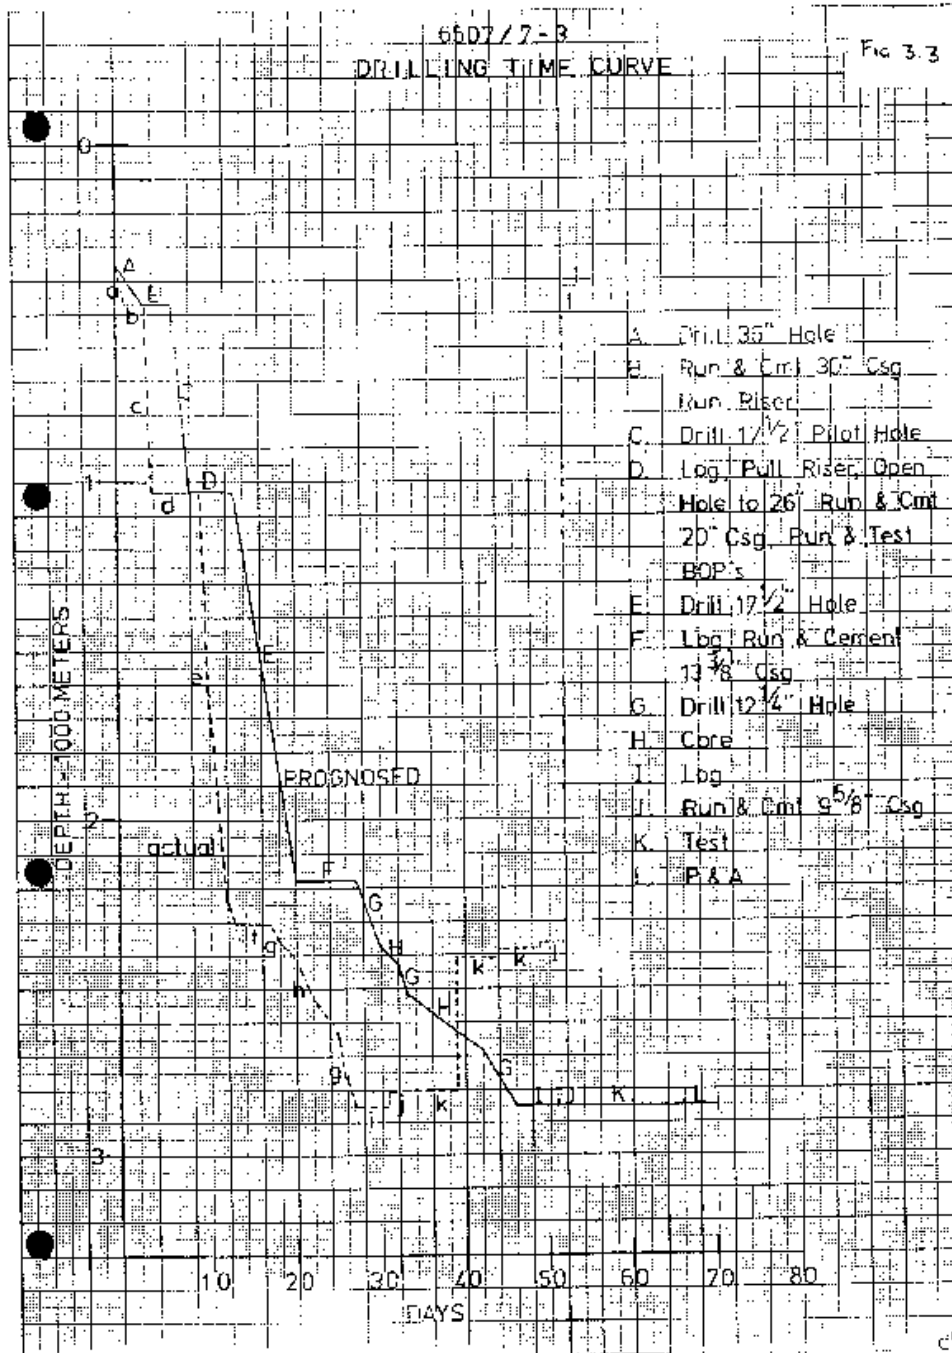 6507/7-3
Fig 3.3
DRILLING TIME CURVE
0
A
a
B
b
A. Drill 36" Hole
B. Run & Cmt 30" Csg
Run Riser
C
c
C. Drill 17 1/2" Pilot Hole
D. Log, Pull Riser, Open
1
D
d
Hole to 26" Run & Cmt
20" Csg, Run & Test
BOP's
E. Drill 17 1/2" Hole
F. Log, Run & Cement
13 3/8" Csg
E
e
G. Drill 12 1/4" Hole
H. Core
I. Log
PROGNOSED
J. Run & Cmt 9 5/8" Csg
DEPTH - 1000 METERS
2
actual
K. Test
L. P & A
F
G
f
g
H
k
k
l
G
h
H
g
G
j
k
I
J
K
L
3
10 20 30 40 50 60 70 80
DAYS